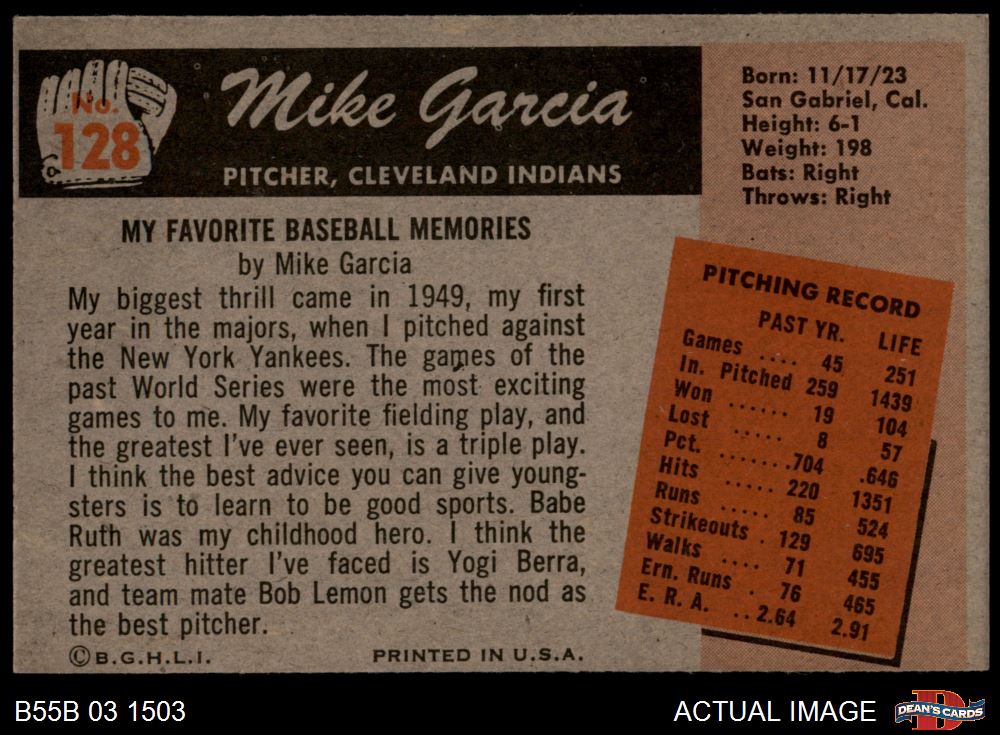 No.
128
Mike Garcia
PITCHER, CLEVELAND INDIANS
Born: 11/17/23
San Gabriel, Cal.
Height: 6-1
Weight: 198
Bats: Right
Throws: Right
MY FAVORITE BASEBALL MEMORIES
by Mike Garcia
My biggest thrill came in 1949, my first
year in the majors, when I pitched against
the New York Yankees. The games of the
past World Series were the most exciting
games to me. My favorite fielding play, and
the greatest I've ever seen, is a triple play.
I think the best advice you can give young-
sters is to learn to be good sports. Babe
Ruth was my childhood hero. I think the
greatest hitter I've faced is Yogi Berra,
and team mate Bob Lemon gets the nod as
the best pitcher.
©B.G.H.L.I. PRINTED IN U.S.A.
PITCHING RECORD
PAST YR. LIFE
Games .... 45 251
In. Pitched 259 1439
Won ...... 19 104
Lost ..... 8 57
Pct. .......704 .646
Hits ..... 220 1351
Runs ..... 85 524
Strikeouts . 129 695
Walks .... 71 455
Ern. Runs . 76 465
E. R. A. ..2.64 2.91
B55B 03 1503
ACTUAL IMAGE
D
DEAN'S CARDS